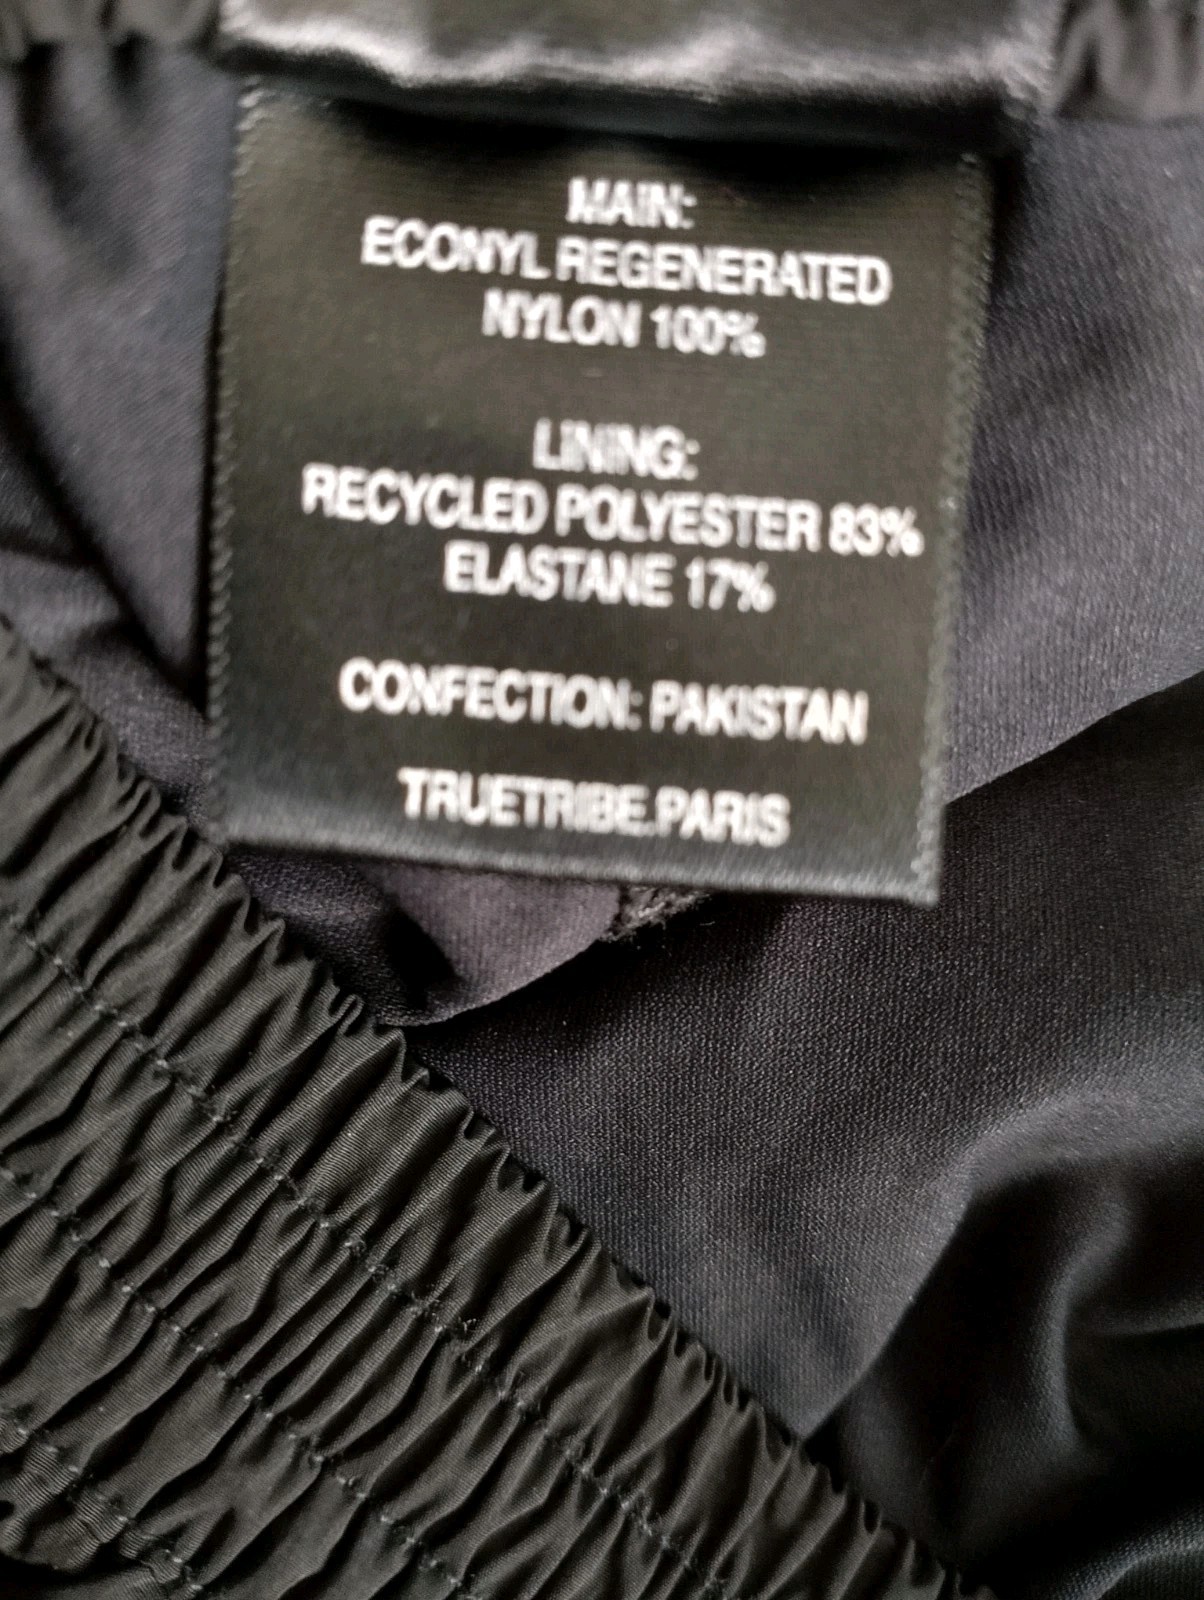 MAIN:
ECONYL REGENERATED
NYLON 100%
LINING:
RECYCLED POLYESTER 83%
ELASTANE 17%
CONFECTION: PAKISTAN
TRUETRIBE.PARIS